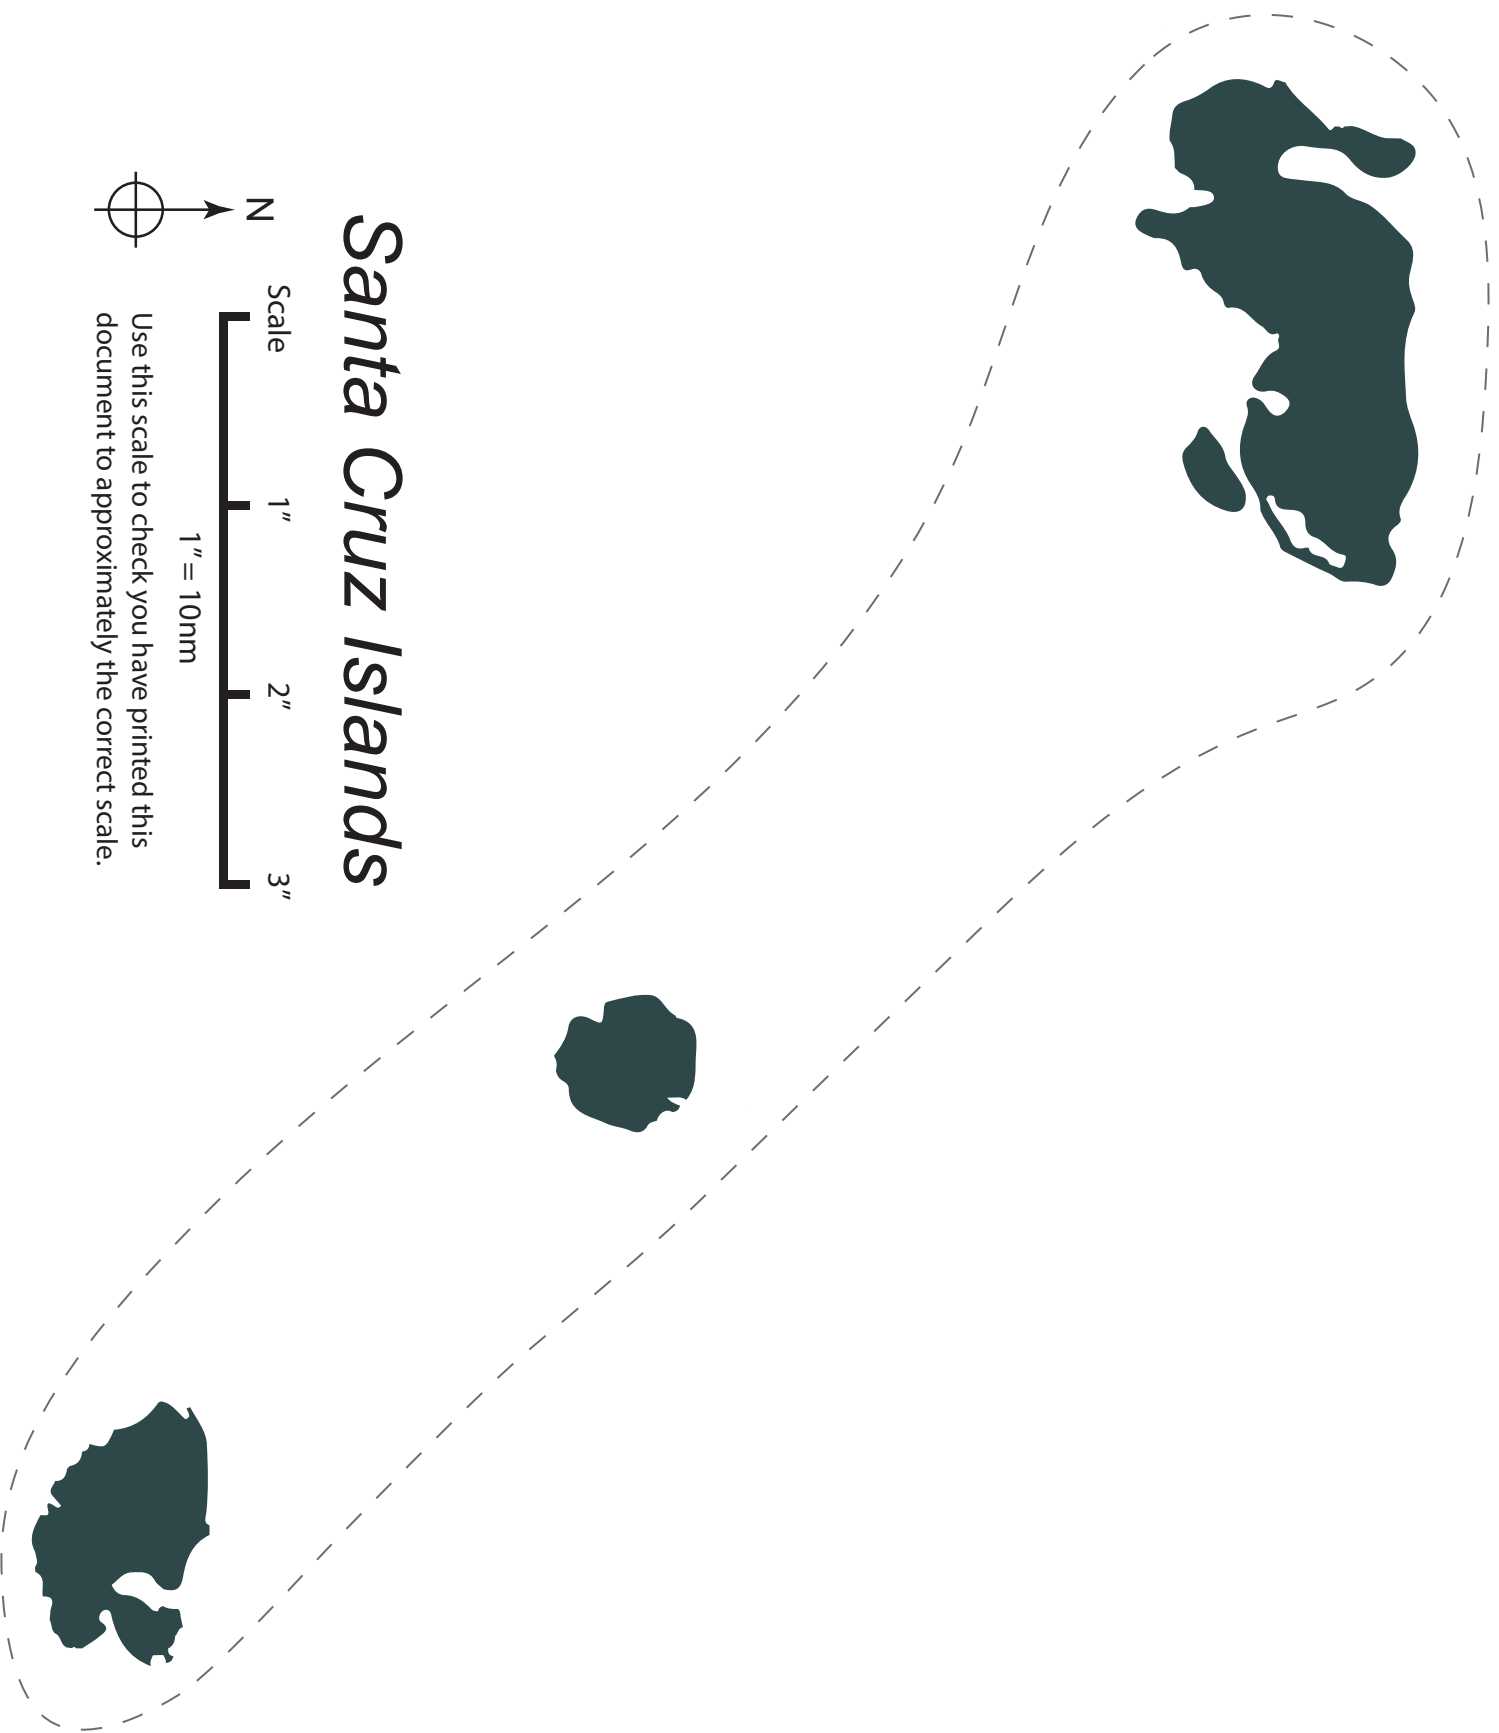 Santa Cruz Islands
N
Scale
1” 2” 3”
1”= 10nm
Use this scale to check you have printed this
document to approximately the correct scale.